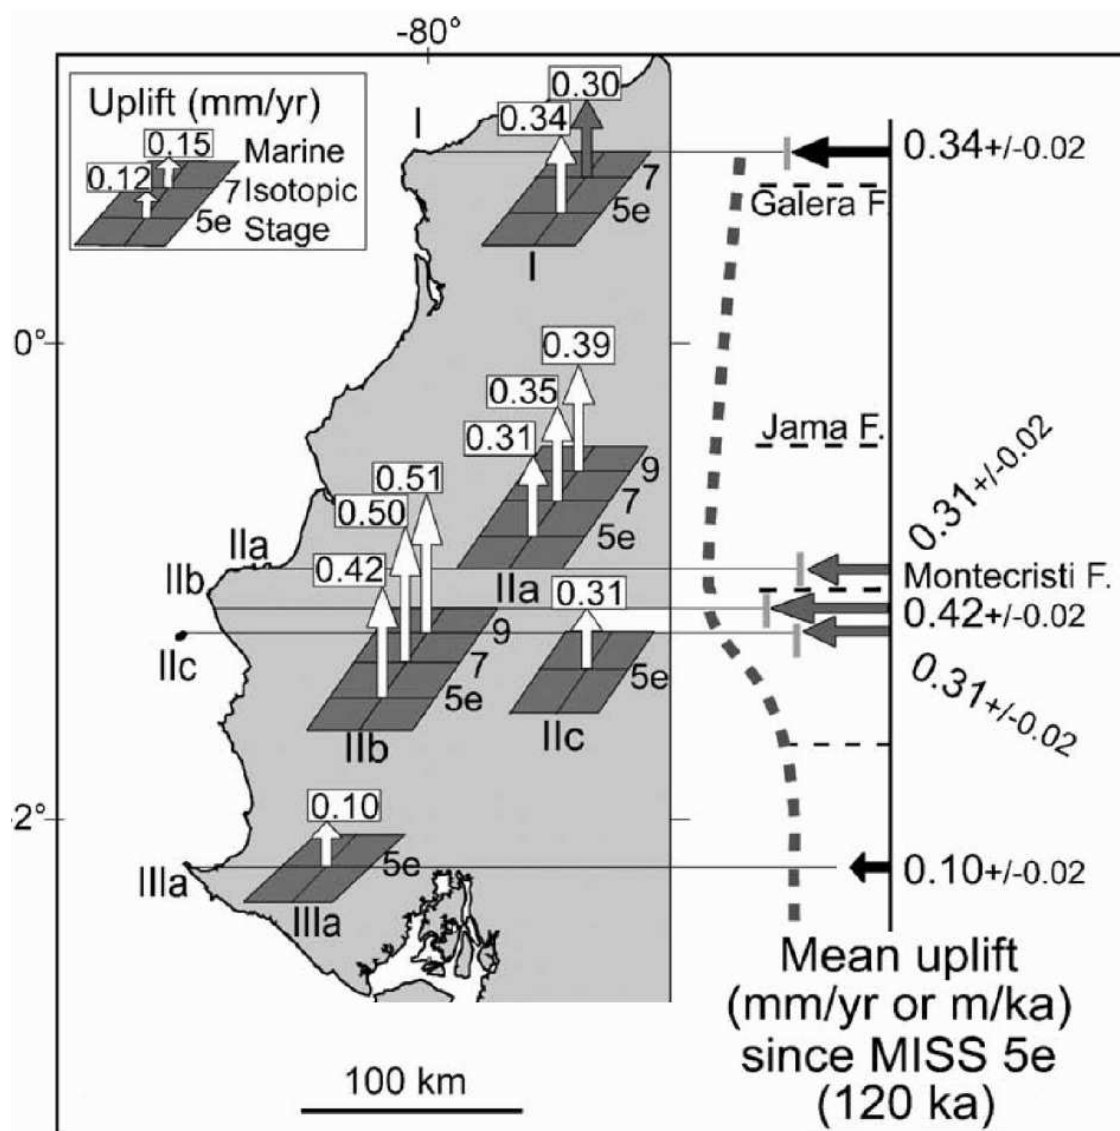 -80°
Uplift (mm/yr)
0.15
Marine
0.12
7 Isotopic
5e Stage
I
0.30
0.34
7
5e
I
0.34+/-0.02
Galera F.
0°
0.39
0.35
0.31
9
7
5e
IIa
Jama F.
0.51
0.50
0.42
9
7
5e
IIb
IIa
IIb
IIc
0.31
5e
IIc
0.31+/-0.02
Montecristi F.
0.42+/-0.02
0.31+/-0.02
-2°
0.10
5e
IIIa
IIIa
0.10+/-0.02
Mean uplift
(mm/yr or m/ka)
since MISS 5e
(120 ka)
100 km